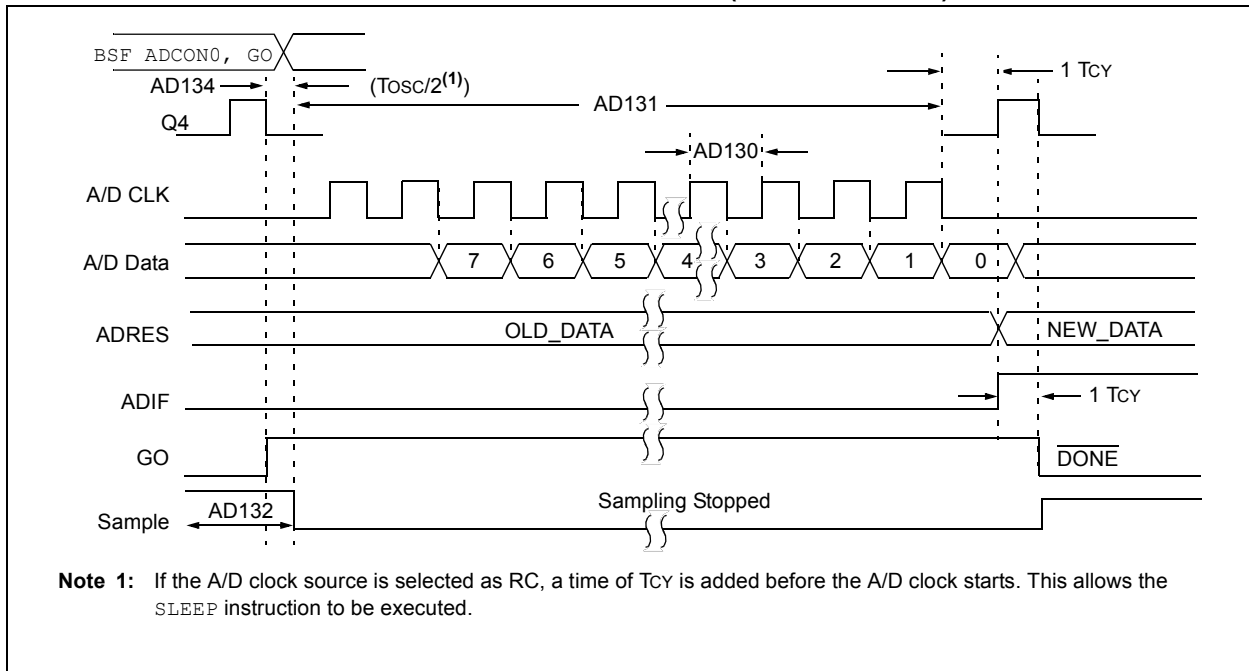 BSF ADCON0, GO
1 TCY
AD134
(TOSC/2(1))
AD131
Q4
AD130
A/D CLK
A/D Data
7 6 5 4 3 2 1 0
ADRES
OLD_DATA
NEW_DATA
ADIF
1 TCY
GO
DONE
Sampling Stopped
AD132
Sample
Note 1: If the A/D clock source is selected as RC, a time of TCY is added before the A/D clock starts. This allows the
SLEEP instruction to be executed.